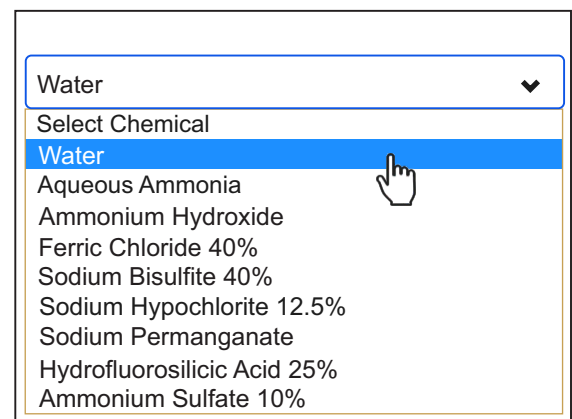 Water
Select Chemical
Water
Aqueous Ammonia
Ammonium Hydroxide
Ferric Chloride 40%
Sodium Bisulfite 40%
Sodium Hypochlorite 12.5%
Sodium Permanganate
Hydrofluorosilicic Acid 25%
Ammonium Sulfate 10%